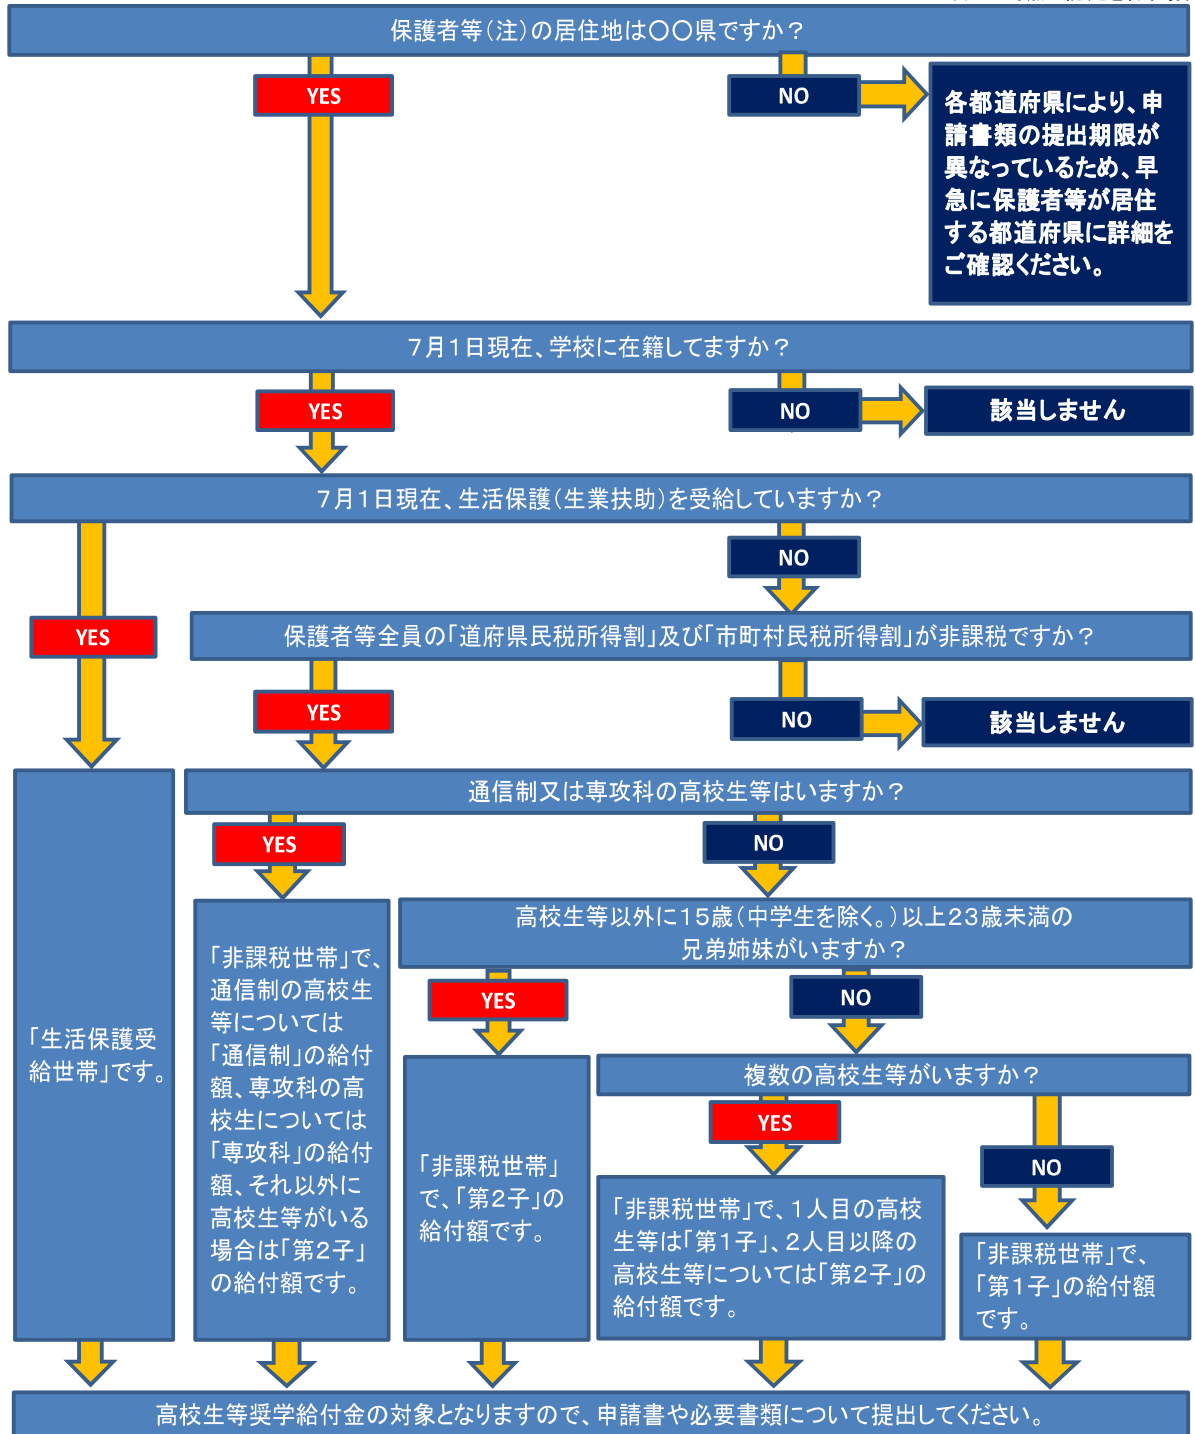 保護者等（注）の居住地は〇〇県ですか？
YES
NO
各都道府県により、申
請書類の提出期限が
異なっているため、早
急に保護者等が居住
する都道府県に詳細を
ご確認ください。
７月１日現在、学校に在籍してますか？
YES
NO
該当しません
７月１日現在、生活保護（生業扶助）を受給していますか？
NO
YES
保護者等全員の「道府県民税所得割」及び「市町村民税所得割」が非課税ですか？
YES
NO
該当しません
通信制又は専攻科の高校生等はいますか？
YES
NO
「生活保護受
給世帯」です。
「非課税世帯」で、
通信制の高校生
等については
「通信制」の給付
額、専攻科の高
校生については
「専攻科」の給付
額、それ以外に
高校生等がいる
場合は「第２子」
の給付額です。
高校生等以外に１５歳（中学生を除く。）以上２３歳未満の
兄弟姉妹がいますか？
YES
NO
「非課税世帯」
で、「第２子」の
給付額です。
複数の高校生等がいますか？
YES
NO
「非課税世帯」で、１人目の高校
生等は「第１子」、２人目以降の
高校生等については「第２子」の
給付額です。
「非課税世帯」で、
「第１子」の給付額
です。
高校生等奨学給付金の対象となりますので、申請書や必要書類について提出してください。